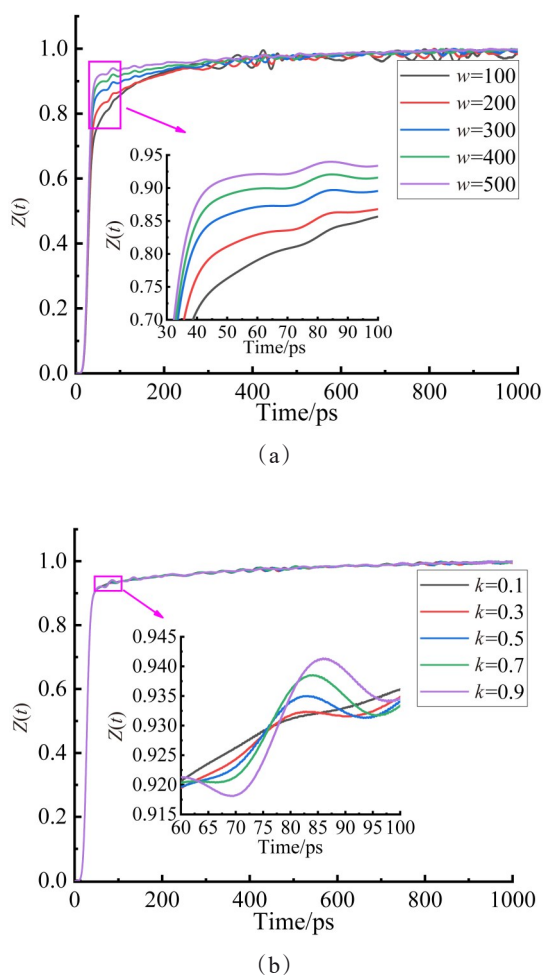 Z(t)
1.0
0.8
0.6
0.4
0.2
0.0
0 200 400 600 800 1000
Time/ps
w=100
w=200
w=300
w=400
w=500
Z(t)
0.95
0.90
0.85
0.80
0.75
0.70
30 40 50 60 70 80 90 100
Time/ps
(a)
Z(t)
1.0
0.8
0.6
0.4
0.2
0.0
0 200 400 600 800 1000
Time/ps
k=0.1
k=0.3
k=0.5
k=0.7
k=0.9
Z(t)
0.945
0.940
0.935
0.930
0.925
0.920
0.915
60 65 70 75 80 85 90 95 100
Time/ps
(b)